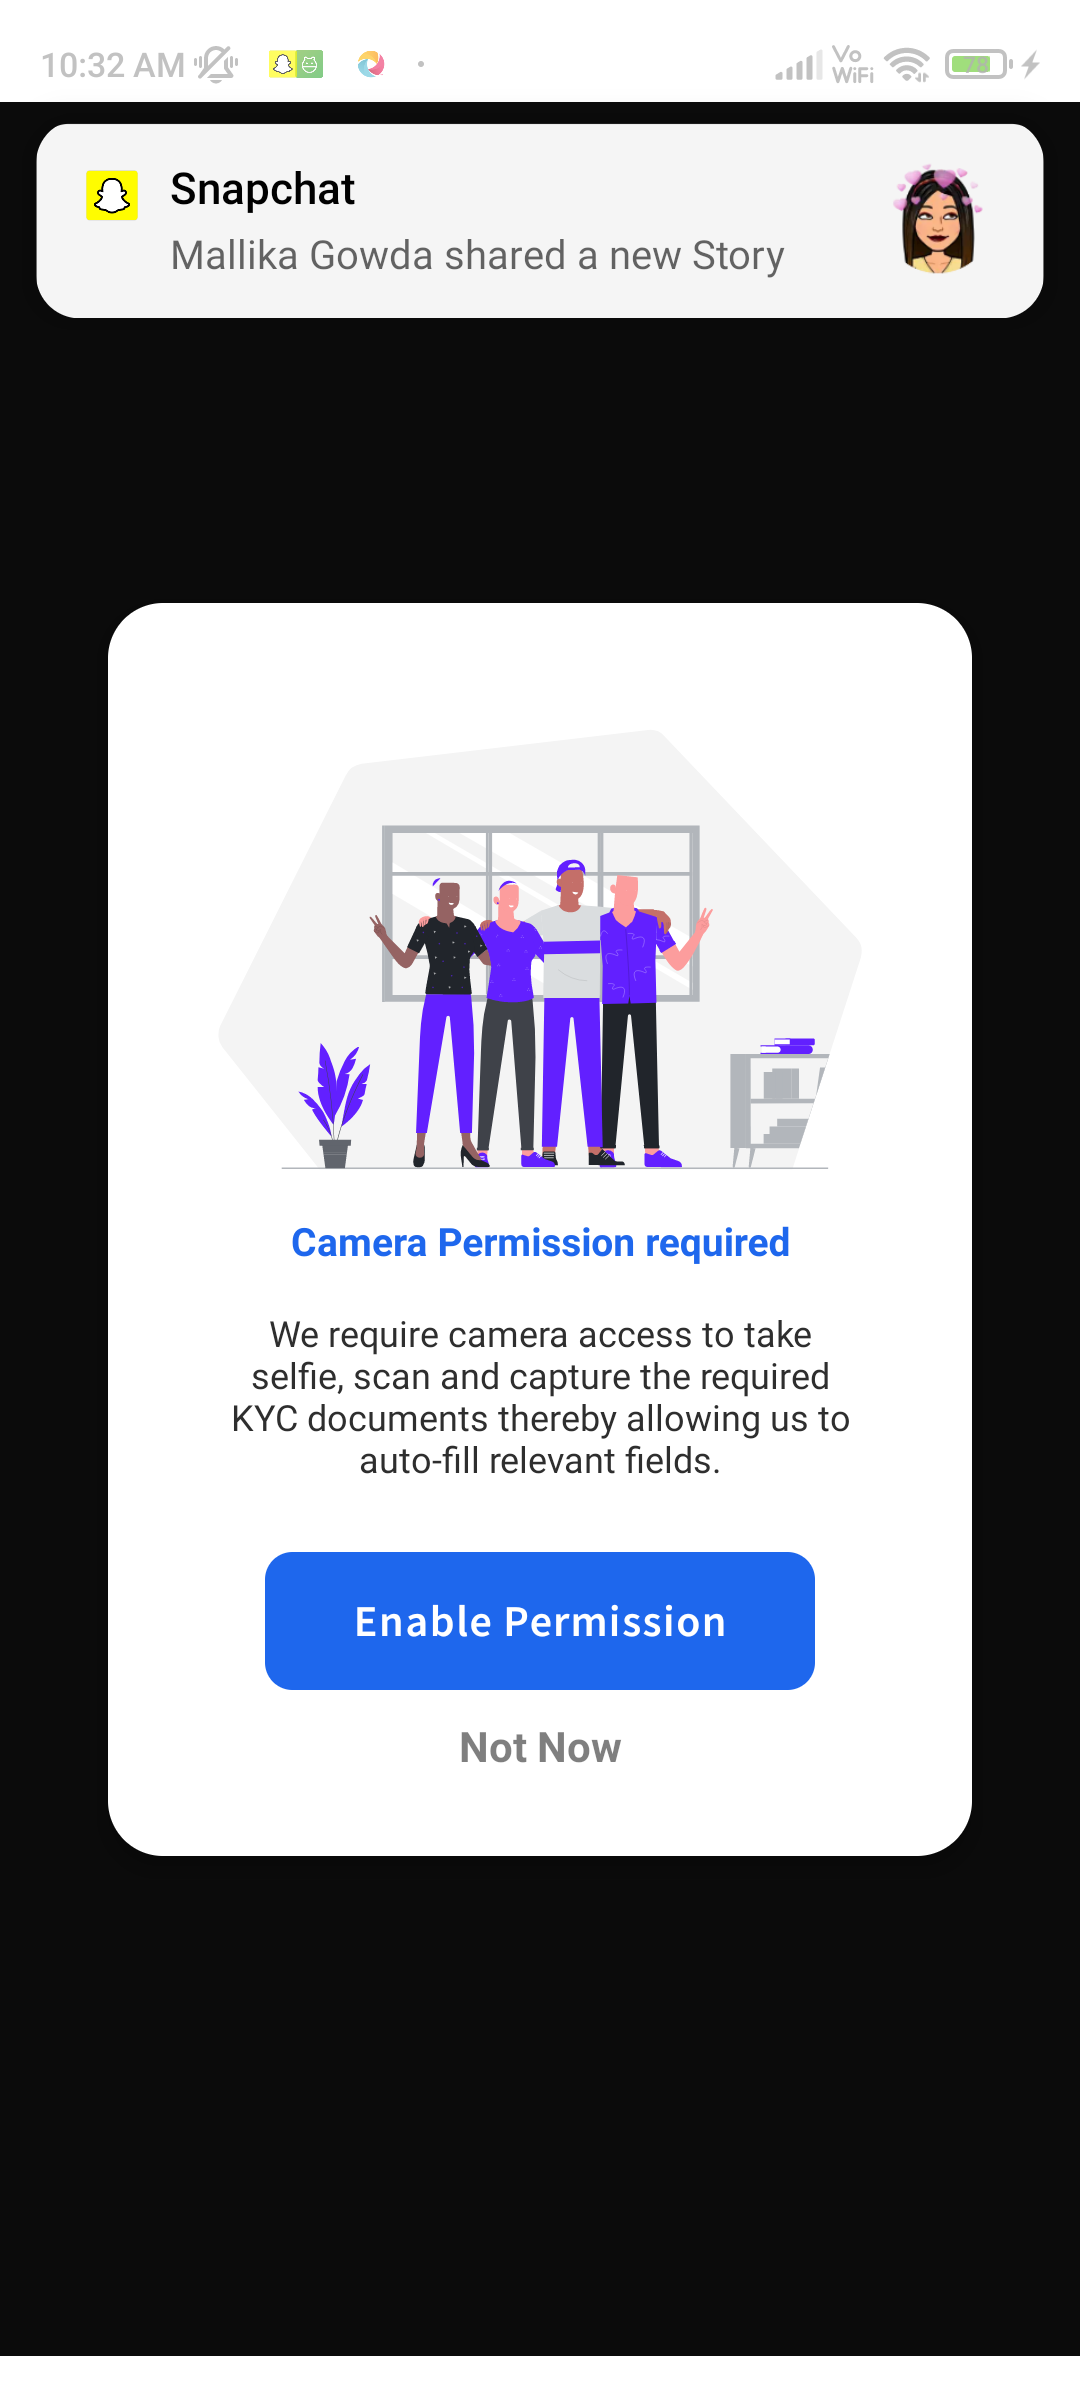 10:32 AM
Vo
WiFi
78
Snapchat
Mallika Gowda shared a new Story
Camera Permission required
We require camera access to take
selfie, scan and capture the required
KYC documents thereby allowing us to
auto-fill relevant fields.
Enable Permission
Not Now